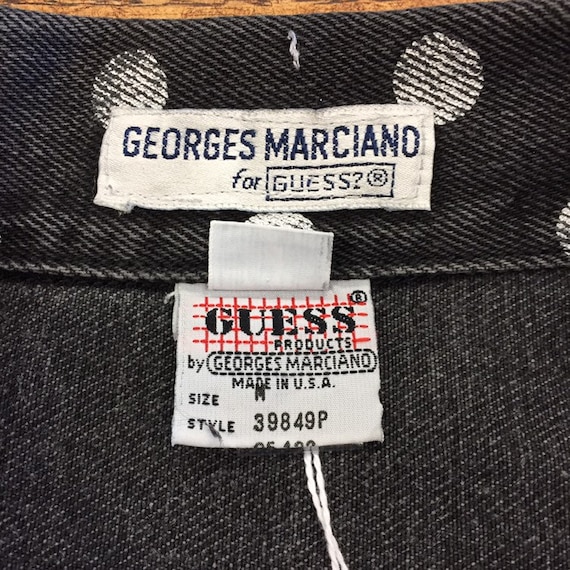 GEORGES MARCIANO
for GUESS?®
GUESS®
PRODUCTS
by GEORGES MARCIANO
MADE IN U.S.A.
SIZE M
STYLE 39849P